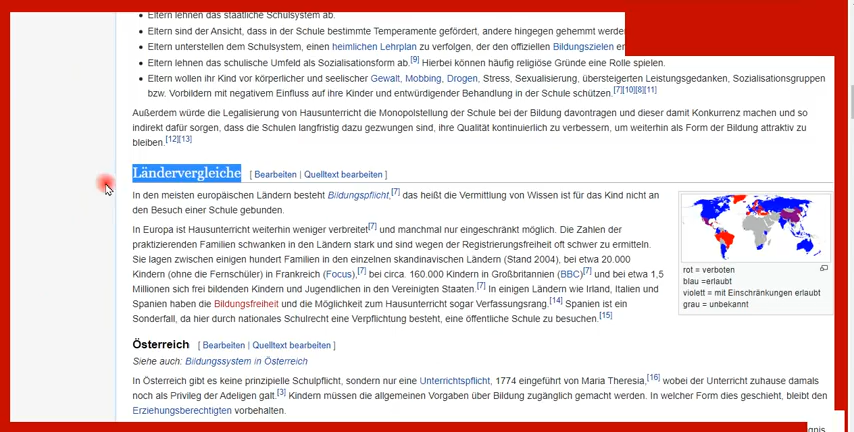 Eltern lehnen das staatliche Schulsystem ab.
Eltern sind der Ansicht, dass in der Schule bestimmte Temperamente gefördert, andere hingegen gehemmt
Eltern unterstellen dem Schulsystem, einen heimlichen Lehrplan zu verfolgen, der den offiziellen Bildungszielen
Eltern lehnen das schulische Umfeld als Sozialisationsform ab.[9] Hierbei können häufig religiöse Gründe eine Rolle spielen.
Eltern wollen ihr Kind vor körperlicher und seelischer Gewalt, Mobbing, Drogen, Stress, Sexualisierung, übersteigerten Leistungsgedanken, Sozialisationsgruppen
bzw. Vorbildern mit negativem Einfluss auf ihre Kinder und entwürdigender Behandlung in der Schule schützen.[7][10][8][11]
Außerdem würde die Legalisierung von Hausunterricht die Monopolstellung der Schule bei der Bildung davontragen und dieser damit Konkurrenz machen und so
indirekt dafür sorgen, dass die Schulen langfristig dazu gezwungen sind, ihre Qualität kontinuierlich zu verbessern, um weiterhin als Form der Bildung attraktiv zu
bleiben.[12][13]
Ländervergleiche [ Bearbeiten | Quelltext bearbeiten ]
In den meisten europäischen Ländern besteht Bildungspflicht,[7] das heißt die Vermittlung von Wissen ist für das Kind nicht an
den Besuch einer Schule gebunden.
In Europa ist Hausunterricht weiterhin weniger verbreitet[7] und manchmal nur eingeschränkt möglich. Die Zahlen der
praktizierenden Familien schwanken in den Ländern stark und sind wegen der Registrierungsfreiheit oft schwer zu ermitteln.
Sie lagen zwischen einigen hundert Familien in den einzelnen skandinavischen Ländern (Stand 2004), bei etwa 20.000
Kindern (ohne die Fernschüler) in Frankreich (Focus),[7] bei circa. 160.000 Kindern in Großbritannien (BBC)[7] und bei etwa 1,5
Millionen sich frei bildenden Kindern und Jugendlichen in den Vereinigten Staaten.[7] In einigen Ländern wie Irland, Italien und
Spanien haben die Bildungsfreiheit und die Möglichkeit zum Hausunterricht sogar Verfassungsrang.[14] Spanien ist ein
Sonderfall, da hier durch nationales Schulrecht eine Verpflichtung besteht, eine öffentliche Schule zu besuchen.[15]
rot = verboten
blau =erlaubt
violett = mit Einschränkungen erlaubt
grau = unbekannt
Österreich [ Bearbeiten | Quelltext bearbeiten ]
Siehe auch: Bildungssystem in Österreich
In Österreich gibt es keine prinzipielle Schulpflicht, sondern nur eine Unterrichtspflicht, 1774 eingeführt von Maria Theresia,[16] wobei der Unterricht zuhause damals
noch als Privileg der Adeligen galt.[3] Kindern müssen die allgemeinen Vorgaben über Bildung zugänglich gemacht werden. In welcher Form dies geschieht, bleibt den
Erziehungsberechtigten vorbehalten.